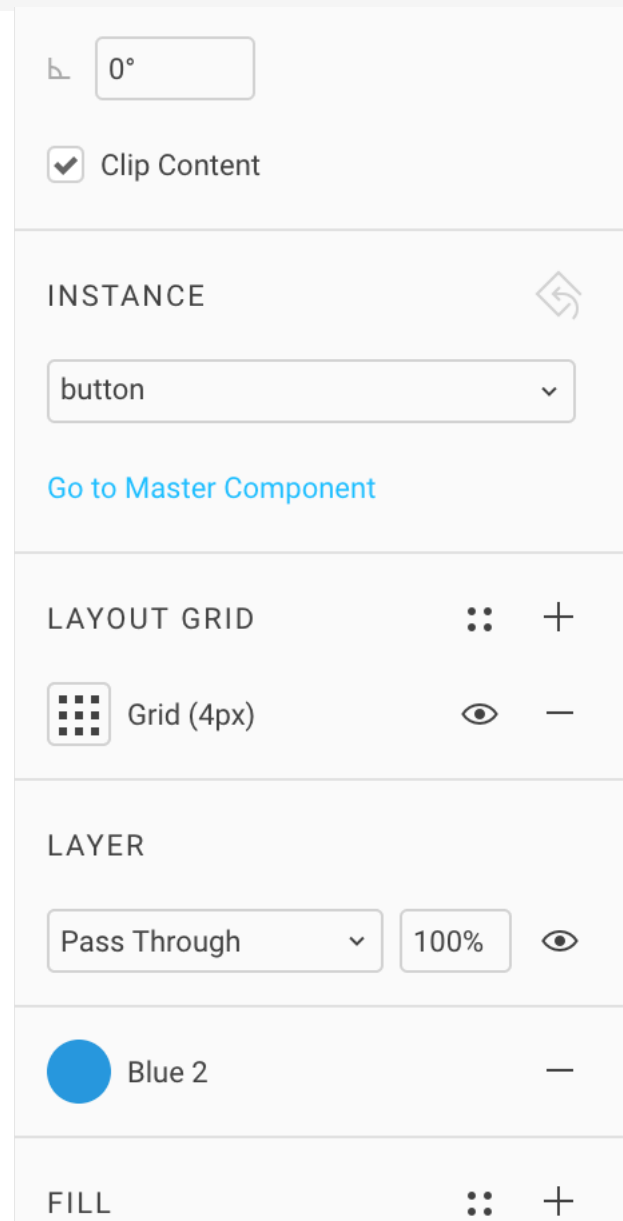 0°
Clip Content
INSTANCE
button
Go to Master Component
LAYOUT GRID
Grid (4px)
LAYER
Pass Through 100%
Blue 2
FILL